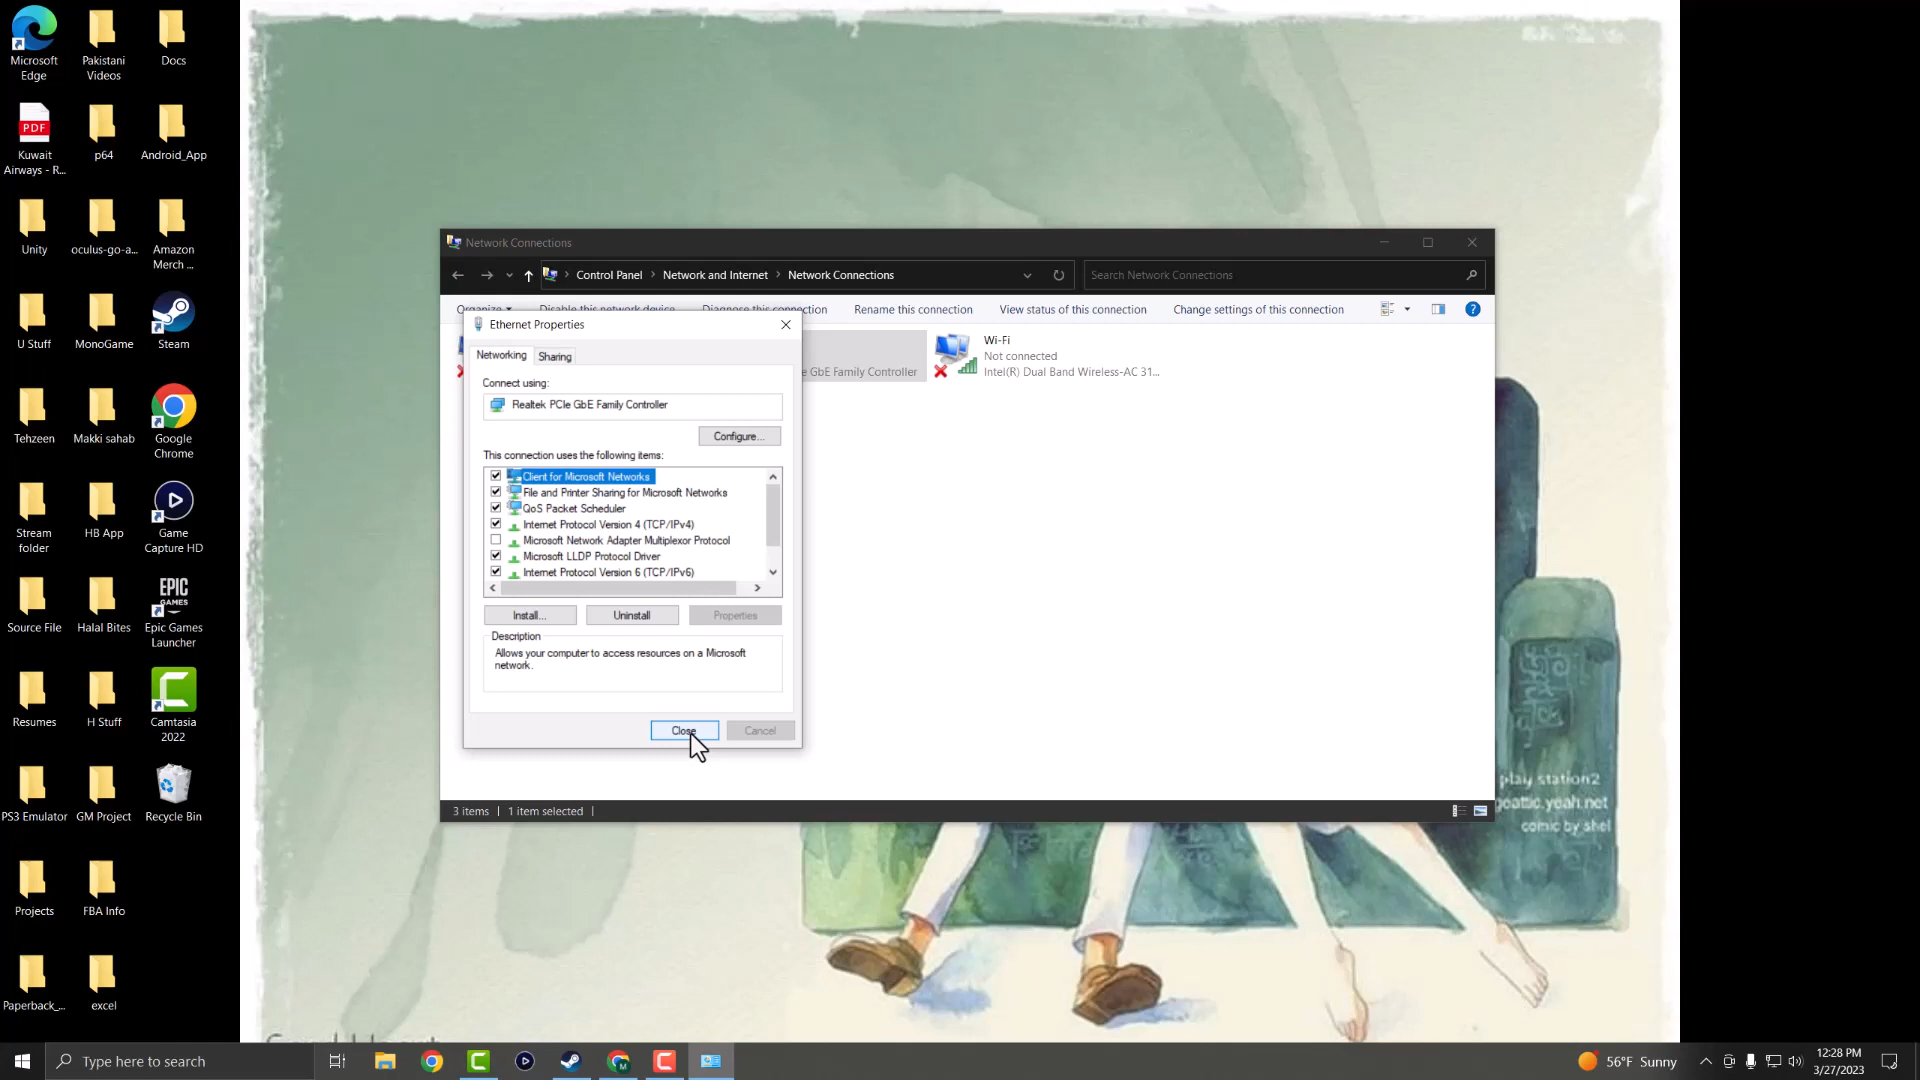 Microsoft
Edge
Pakistani
Videos
Docs
PDF
Kuwait
Airways - R...
p64
Android_App
Unity
oculus-go-a...
Amazon
Merch ...
U Stuff
MonoGame
Steam
Tehzeen
Makki sahab
Google
Chrome
Stream
folder
HB App
Game
Capture HD
EPIC
GAMES
Source File
Halal Bites
Epic Games
Launcher
Resumes
H Stuff
Camtasia
2022
PS3 Emulator
GM Project
Recycle Bin
Projects
FBA Info
Paperback_...
excel
Network Connections
Control Panel > Network and Internet > Network Connections
Search Network Connections
Organize
Disable this network device
Diagnose this connection
Rename this connection
View status of this connection
Change settings of this connection
e GbE Family Controller
Wi-Fi
Not connected
Intel(R) Dual Band Wireless-AC 31...
Ethernet Properties
Networking
Sharing
Connect using:
Realtek PCIe GbE Family Controller
Configure...
This connection uses the following items:
Client for Microsoft Networks
File and Printer Sharing for Microsoft Networks
QoS Packet Scheduler
Internet Protocol Version 4 (TCP/IPv4)
Microsoft Network Adapter Multiplexor Protocol
Microsoft LLDP Protocol Driver
Internet Protocol Version 6 (TCP/IPv6)
Install...
Uninstall
Properties
Description
Allows your computer to access resources on a Microsoft
network.
Close
Cancel
3 items
1 item selected
play station2
geattic.yeah.net
comic by shel
Type here to search
56°F Sunny
12:28 PM
3/27/2023